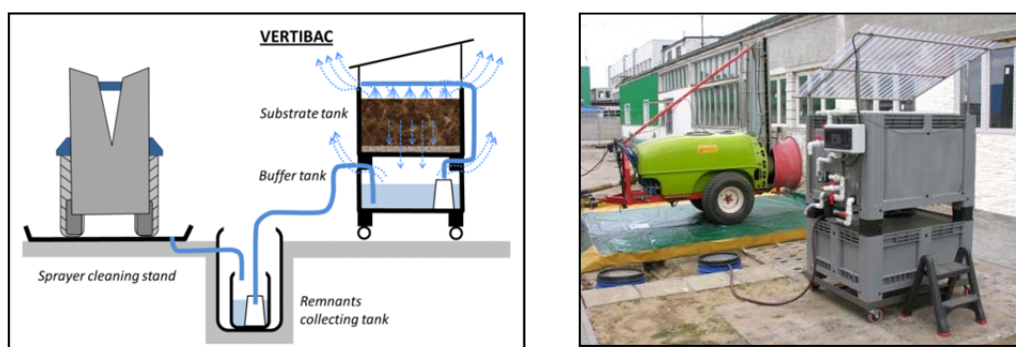 VERTIBAC
Substrate tank
Buffer tank
Sprayer cleaning stand
Remnants
collecting tank